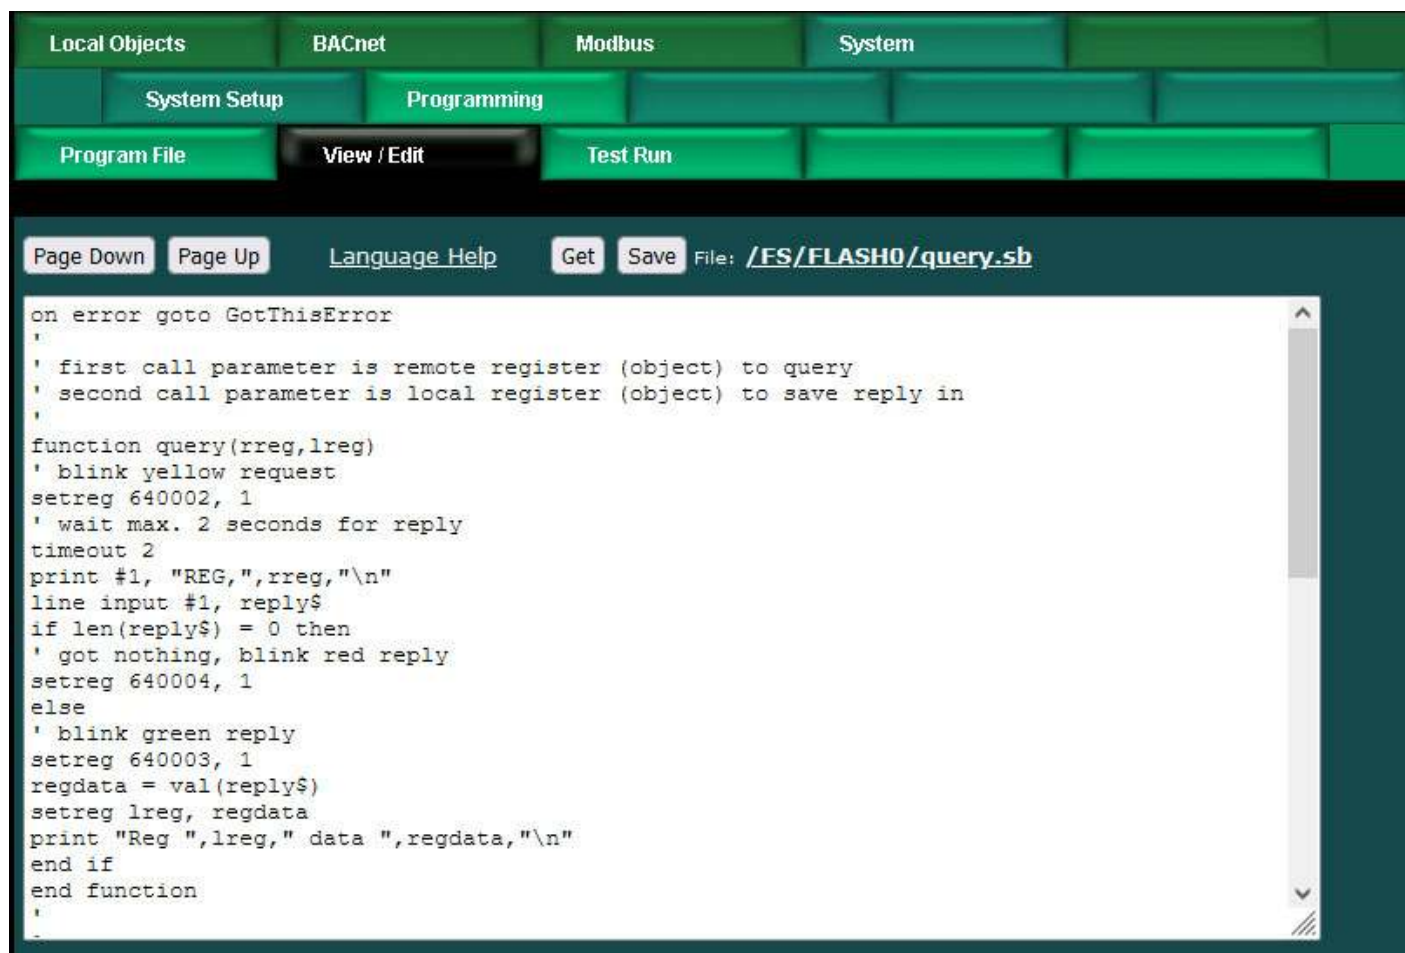 Local Objects BACnet Modbus System
System Setup Programming
Program File View / Edit Test Run
Page Down Page Up Language Help Get Save File: /FS/FLASH0/query.sb
on error goto GotThisError
'
' first call parameter is remote register (object) to query
' second call parameter is local register (object) to save reply in
'
function query(rreg,lreg)
' blink yellow request
setreg 640002, 1
' wait max. 2 seconds for reply
timeout 2
print #1, "REG,",rreg,"\n"
line input #1, reply$
if len(reply$) = 0 then
' got nothing, blink red reply
setreg 640004, 1
else
' blink green reply
setreg 640003, 1
regdata = val(reply$)
setreg lreg, regdata
print "Reg ",lreg," data ",regdata,"\n"
end if
end function
'